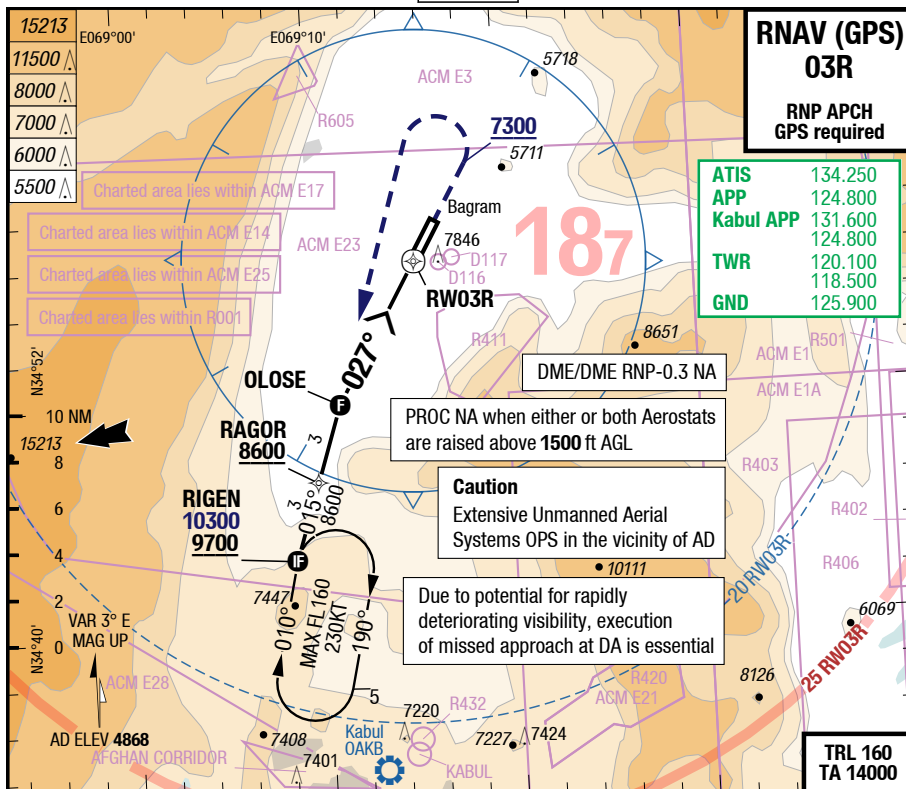 15213
11500
8000
7000
6000
5500
E069°00'
E069°10'
RNAV (GPS)
03R
RNP APCH
GPS required
ATIS 134.250
APP 124.800
Kabul APP 131.600
124.800
TWR 120.100
118.500
GND 125.900
ACM E3
5718
R605
7300
5711
Charted area lies within ACM E17
Charted area lies within ACM E14
Charted area lies within ACM E25
Charted area lies within R001
ACM E23
Bagram
187
7846
D117
D116
RW03R
R411
8651
R501
ACM E1
ACM E1A
N34°52'
027°
OLOSE
F
DME/DME RNP-0.3 NA
10 NM
15213
8
6
4
2
0
RAGOR
8600
3
PROC NA when either or both Aerostats
are raised above 1500 ft AGL
R403
R402
R406
Caution
Extensive Unmanned Aerial
Systems OPS in the vicinity of AD
RIGEN
10300
9700
IF
3
015°
8600
10111
20 RW03R
7447
Due to potential for rapidly
deteriorating visibility, execution
of missed approach at DA is essential
6069
25 RW03R
VAR 3° E
MAG UP
N34°40'
010°
MAX FL160
230KT
190°
5
ACM E28
R420
ACM E21
8126
AD ELEV 4868
7408
AFGHAN CORRIDOR
7401
Kabul
OAKB
7220
R432
KABUL
7227
7424
TRL 160
TA 14000